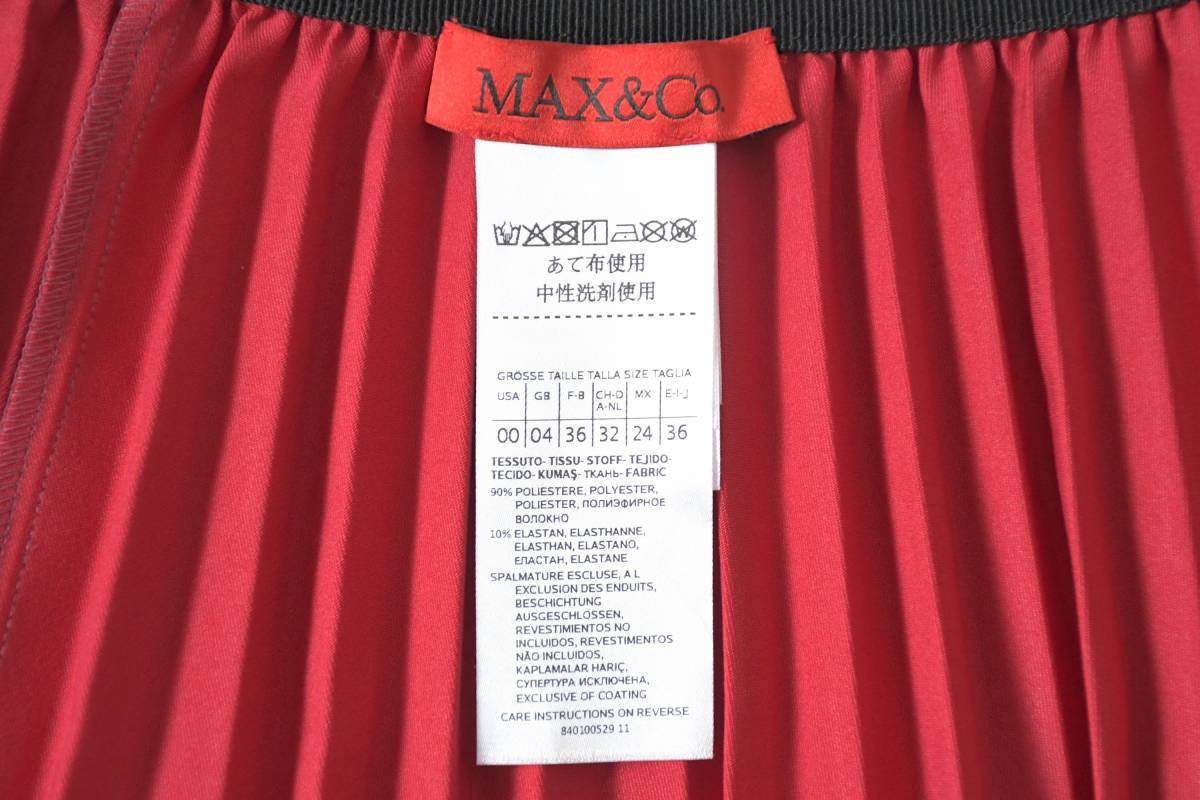 MAX&Co.
あて布使用
中性洗剤使用
GRÖSSE TAILLE TALLA SIZE TAGLIA
USA GB F-B CH-D A-NL MX E-I-J
00 04 36 32 24 36
TESSUTO- TISSU- STOFF- TEJIDO-
TECIDO- KUMAŞ- ТКАНЬ- FABRIC
90% POLIESTERE, POLYESTER,
POLIESTER, ПОЛИЭФИРНОЕ
ВОЛОКНО
10% ELASTAN, ELASTHANNE,
ELASTHAN, ELASTANO,
ЕЛАСТАН, ELASTANE
SPALMATURE ESCLUSE, A L
EXCLUSION DES ENDUITS,
BESCHICHTUNG
AUSGESCHLOSSEN,
REVESTIMIENTOS NO
INCLUIDOS, REVESTIMENTOS
NÃO INCLUIDOS,
KAPLAMALAR HARIÇ,
СУПЕРТУРА ИСКЛЮЧЕНА,
EXCLUSIVE OF COATING
CARE INSTRUCTIONS ON REVERSE
840100529 11